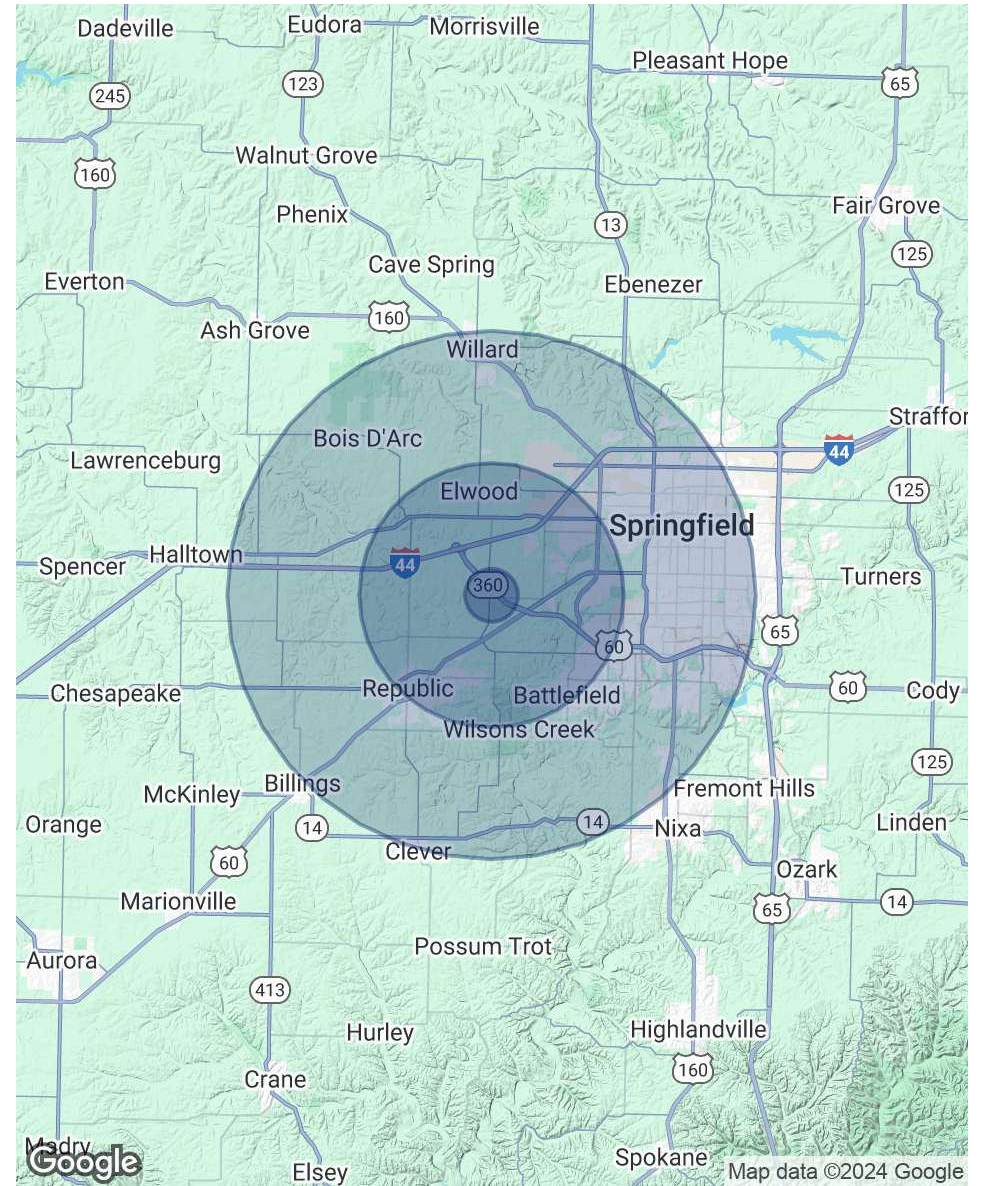 Dadeville
Eudora
Morrisville
Pleasant Hope
65
123
245
Walnut Grove
160
Fair Grove
Phenix
13
125
Cave Spring
Everton
Ebenezer
160
Ash Grove
Willard
Straffor
Bois D'Arc
44
Lawrenceburg
Elwood
125
Springfield
Halltown
Spencer
44
Turners
360
65
60
Republic
Battlefield
60
Cody
Chesapeake
Wilsons Creek
125
Billings
Fremont Hills
McKinley
Orange
14
14
Nixa
Linden
Clever
60
Ozark
Marionville
65
14
Possum Trot
Aurora
413
Hurley
Highlandville
Crane
160
Madry
Google
Elsey
Spokane
Map data ©2024 Google